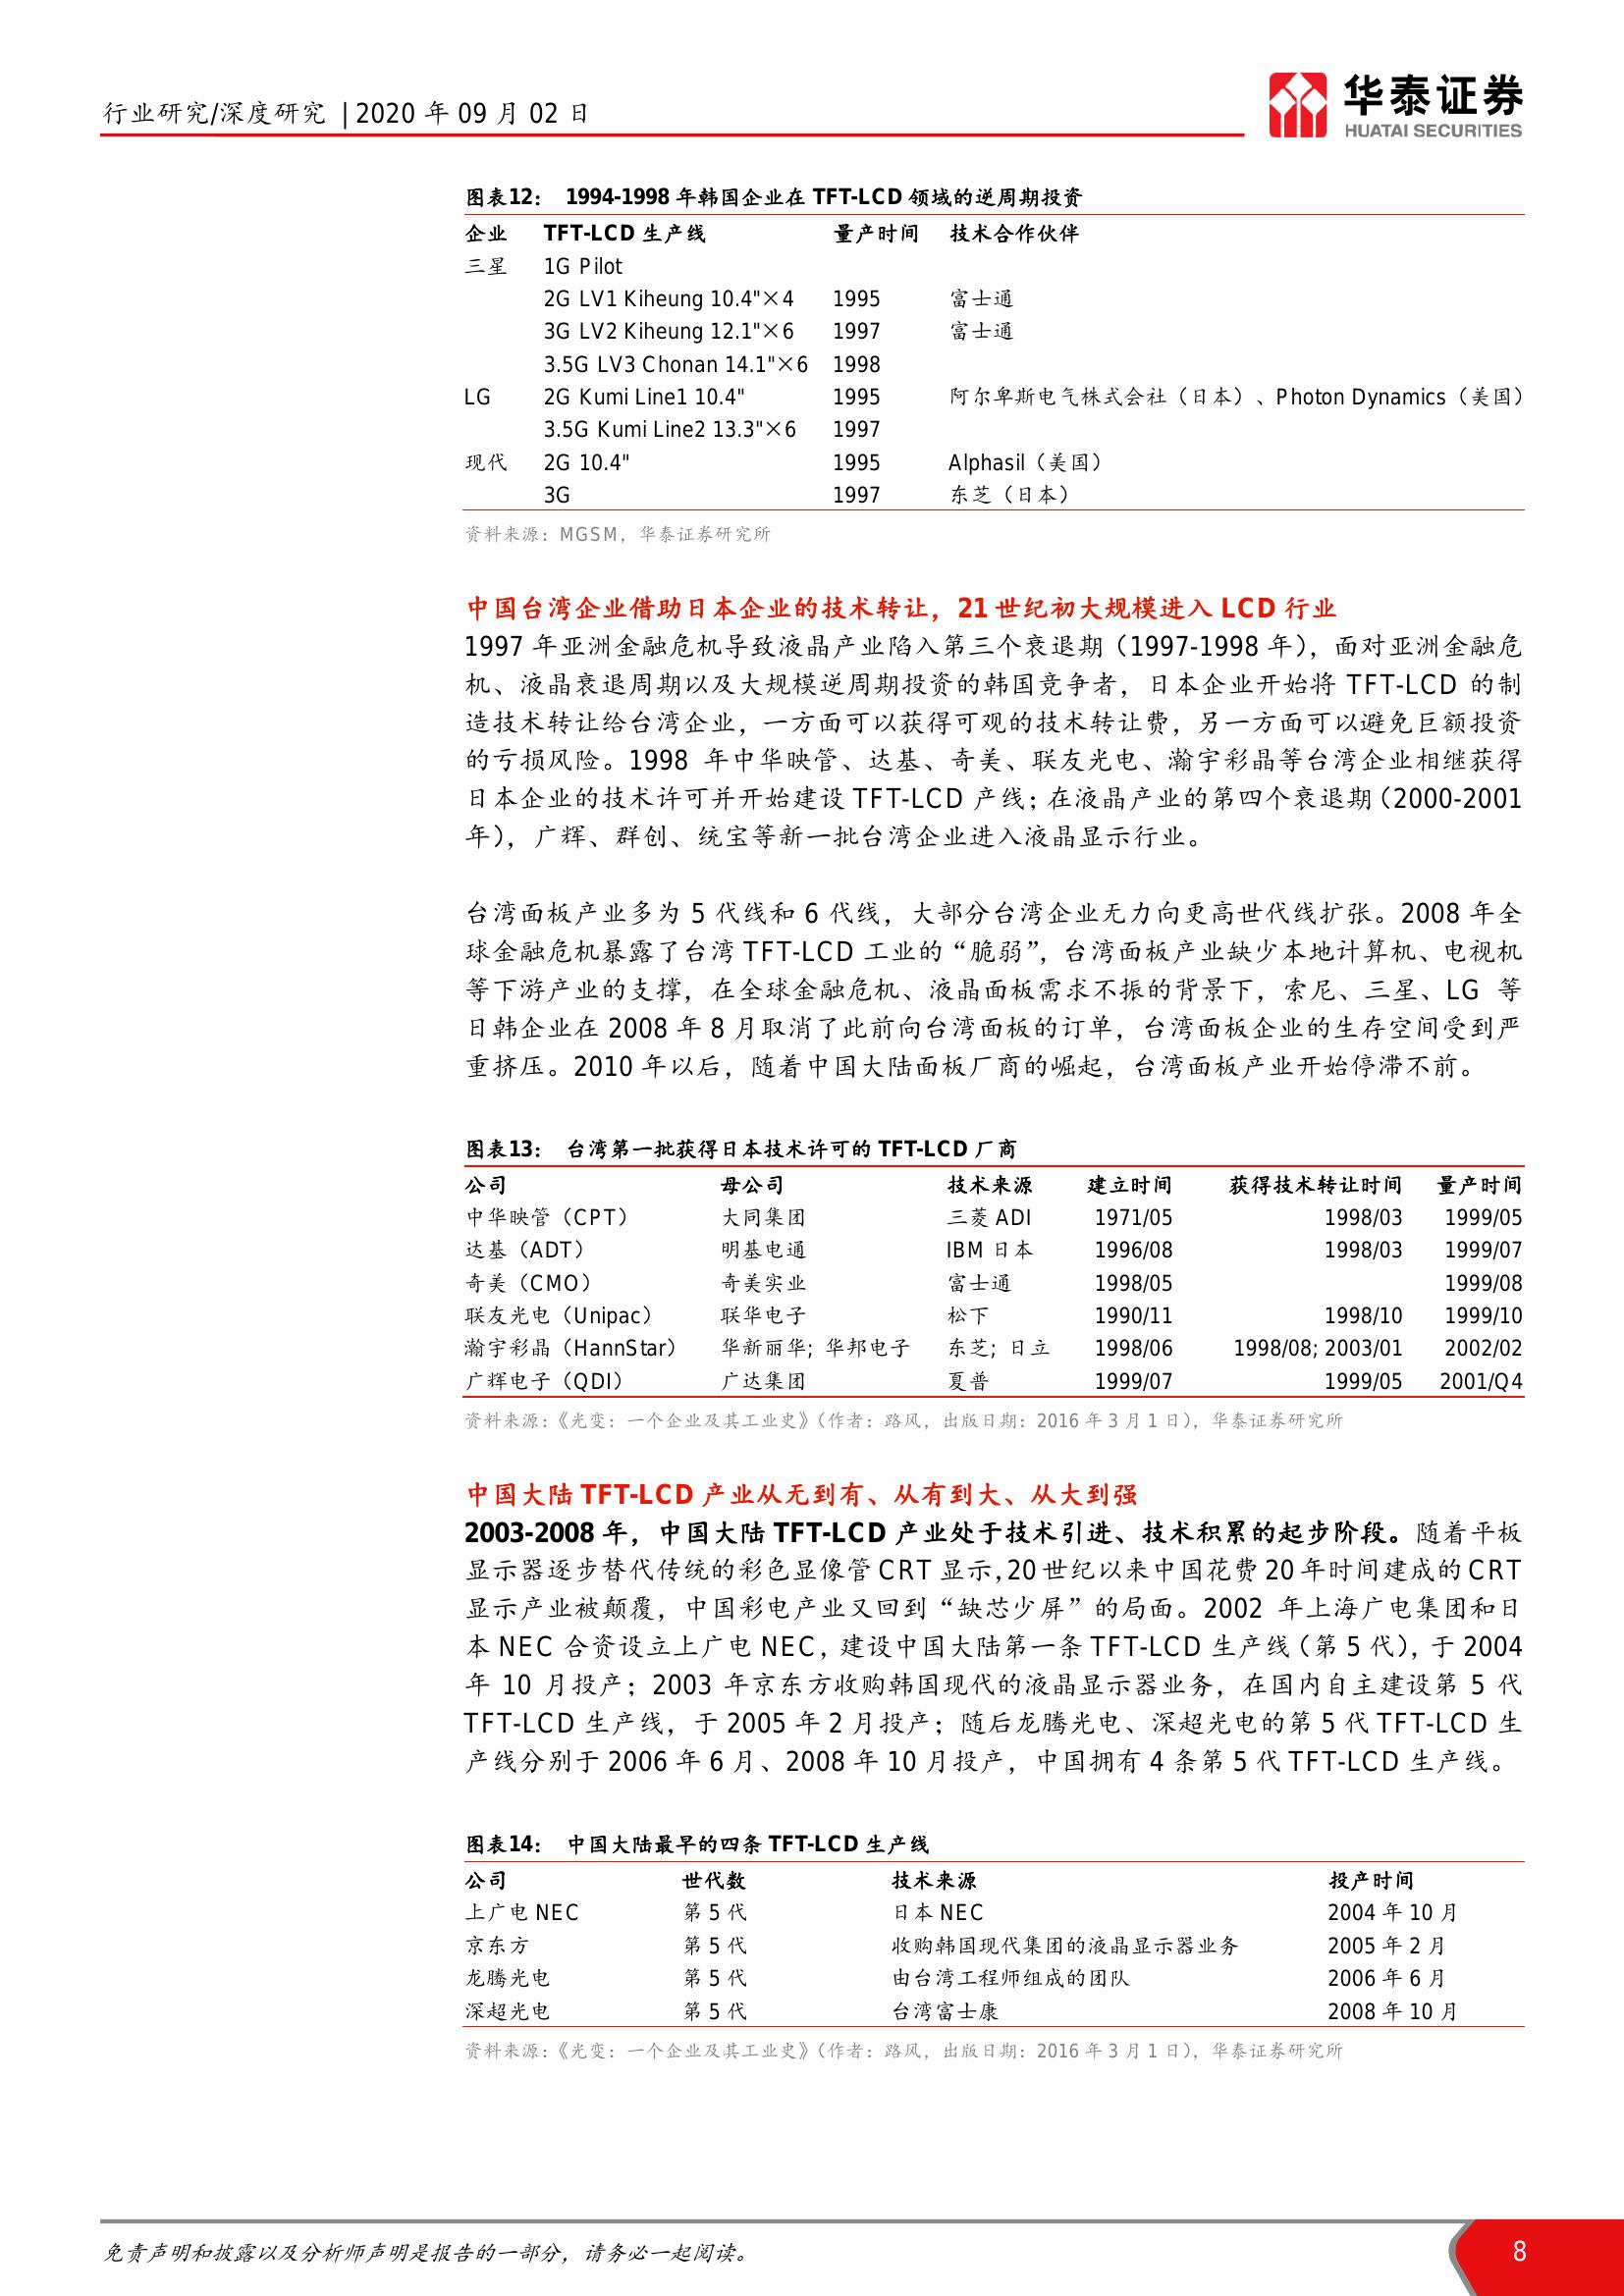 行业研究/深度研究 | 2020 年 09 月 02 日
华泰证券
HUATAI SECURITIES
图表12： 1994-1998 年韩国企业在 TFT-LCD 领域的逆周期投资
企业 TFT-LCD 生产线 量产时间 技术合作伙伴
三星 1G Pilot
2G LV1 Kiheung 10.4"×4 1995 富士通
3G LV2 Kiheung 12.1"×6 1997 富士通
3.5G LV3 Chonan 14.1"×6 1998
LG 2G Kumi Line1 10.4" 1995 阿尔卑斯电气株式会社（日本）、Photon Dynamics（美国）
3.5G Kumi Line2 13.3"×6 1997
现代 2G 10.4" 1995 Alphasil（美国）
3G 1997 东芝（日本）
资料来源：MGSM，华泰证券研究所
中国台湾企业借助日本企业的技术转让，21 世纪初大规模进入 LCD 行业
1997 年亚洲金融危机导致液晶产业陷入第三个衰退期（1997-1998 年），面对亚洲金融危
机、液晶衰退周期以及大规模逆周期投资的韩国竞争者，日本企业开始将 TFT-LCD 的制
造技术转让给台湾企业，一方面可以获得可观的技术转让费，另一方面可以避免巨额投资
的亏损风险。1998 年中华映管、达基、奇美、联友光电、瀚宇彩晶等台湾企业相继获得
日本企业的技术许可并开始建设 TFT-LCD 产线；在液晶产业的第四个衰退期（2000-2001
年），广辉、群创、统宝等新一批台湾企业进入液晶显示行业。
台湾面板产业多为 5 代线和 6 代线，大部分台湾企业无力向更高世代线扩张。2008 年全
球金融危机暴露了台湾 TFT-LCD 工业的“脆弱”，台湾面板产业缺少本地计算机、电视机
等下游产业的支撑，在全球金融危机、液晶面板需求不振的背景下，索尼、三星、LG 等
日韩企业在 2008 年 8 月取消了此前向台湾面板的订单，台湾面板企业的生存空间受到严
重挤压。2010 年以后，随着中国大陆面板厂商的崛起，台湾面板产业开始停滞不前。
图表13： 台湾第一批获得日本技术许可的 TFT-LCD 厂商
公司 母公司 技术来源 建立时间 获得技术转让时间 量产时间
中华映管（CPT） 大同集团 三菱 ADI 1971/05 1998/03 1999/05
达基（ADT） 明基电通 IBM 日本 1996/08 1998/03 1999/07
奇美（CMO） 奇美实业 富士通 1998/05 1999/08
联友光电（Unipac） 联华电子 松下 1990/11 1998/10 1999/10
瀚宇彩晶（HannStar） 华新丽华；华邦电子 东芝；日立 1998/06 1998/08; 2003/01 2002/02
广辉电子（QDI） 广达集团 夏普 1999/07 1999/05 2001/Q4
资料来源：《光变：一个企业及其工业史》（作者：路风，出版日期：2016 年 3 月 1 日），华泰证券研究所
中国大陆 TFT-LCD 产业从无到有、从有到大、从大到强
2003-2008 年，中国大陆 TFT-LCD 产业处于技术引进、技术积累的起步阶段。随着平板
显示器逐步替代传统的彩色显像管 CRT 显示，20 世纪以来中国花费 20 年时间建成的 CRT
显示产业被颠覆，中国彩电产业又回到“缺芯少屏”的局面。2002 年上海广电集团和日
本 NEC 合资设立上广电 NEC，建设中国大陆第一条 TFT-LCD 生产线（第 5 代），于 2004
年 10 月投产；2003 年京东方收购韩国现代的液晶显示器业务，在国内自主建设第 5 代
TFT-LCD 生产线，于 2005 年 2 月投产；随后龙腾光电、深超光电的第 5 代 TFT-LCD 生
产线分别于 2006 年 6 月、2008 年 10 月投产，中国拥有 4 条第 5 代 TFT-LCD 生产线。
图表14： 中国大陆最早的四条 TFT-LCD 生产线
公司 世代数 技术来源 投产时间
上广电 NEC 第 5 代 日本 NEC 2004 年 10 月
京东方 第 5 代 收购韩国现代集团的液晶显示器业务 2005 年 2 月
龙腾光电 第 5 代 由台湾工程师组成的团队 2006 年 6 月
深超光电 第 5 代 台湾富士康 2008 年 10 月
资料来源：《光变：一个企业及其工业史》（作者：路风，出版日期：2016 年 3 月 1 日），华泰证券研究所
免责声明和披露以及分析师声明是报告的一部分，请务必一起阅读。 8